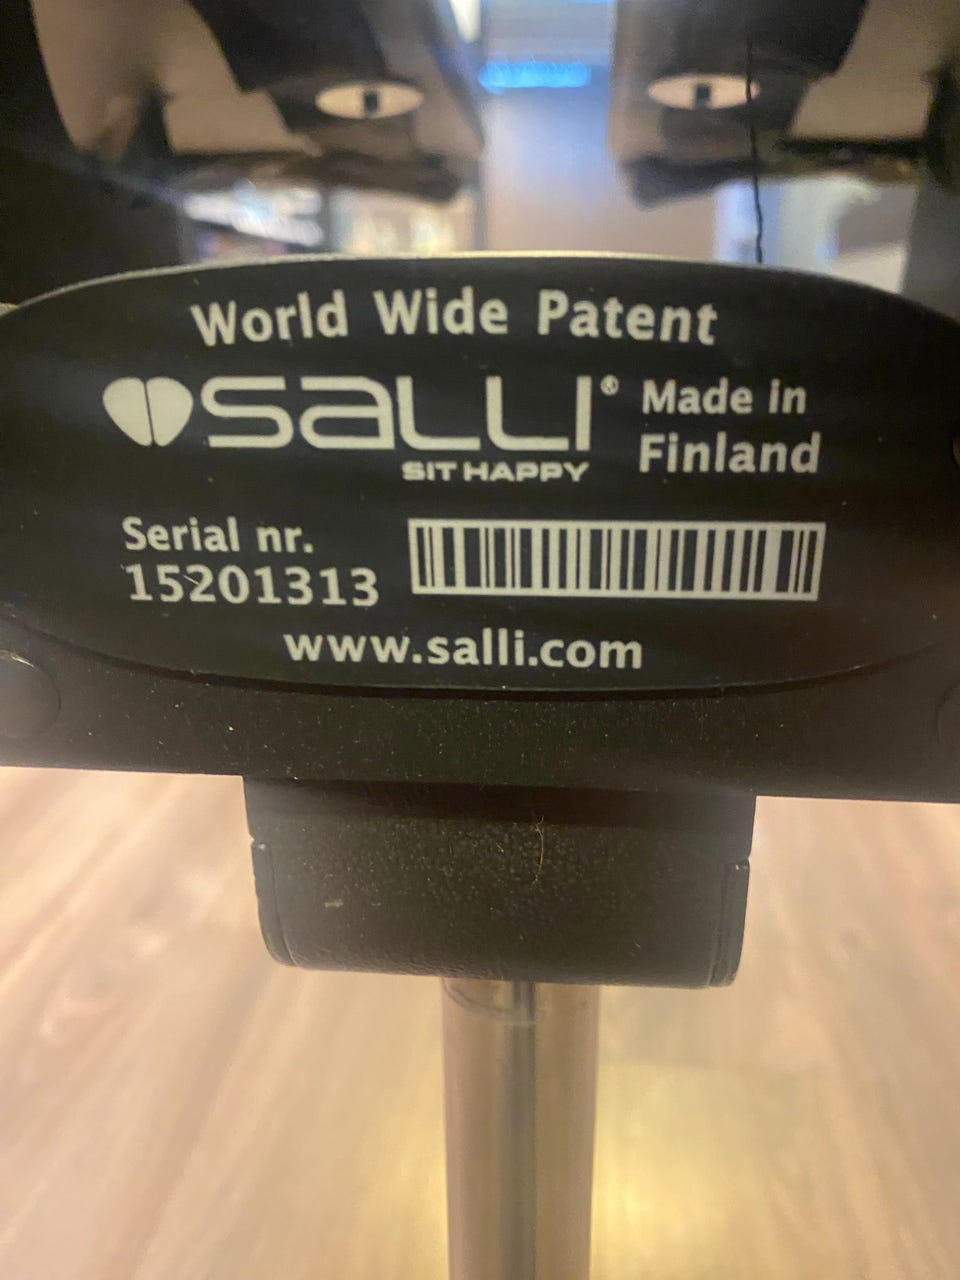 World Wide Patent
SALLI® Made in
SIT HAPPY Finland
Serial nr.
15201313
www.salli.com